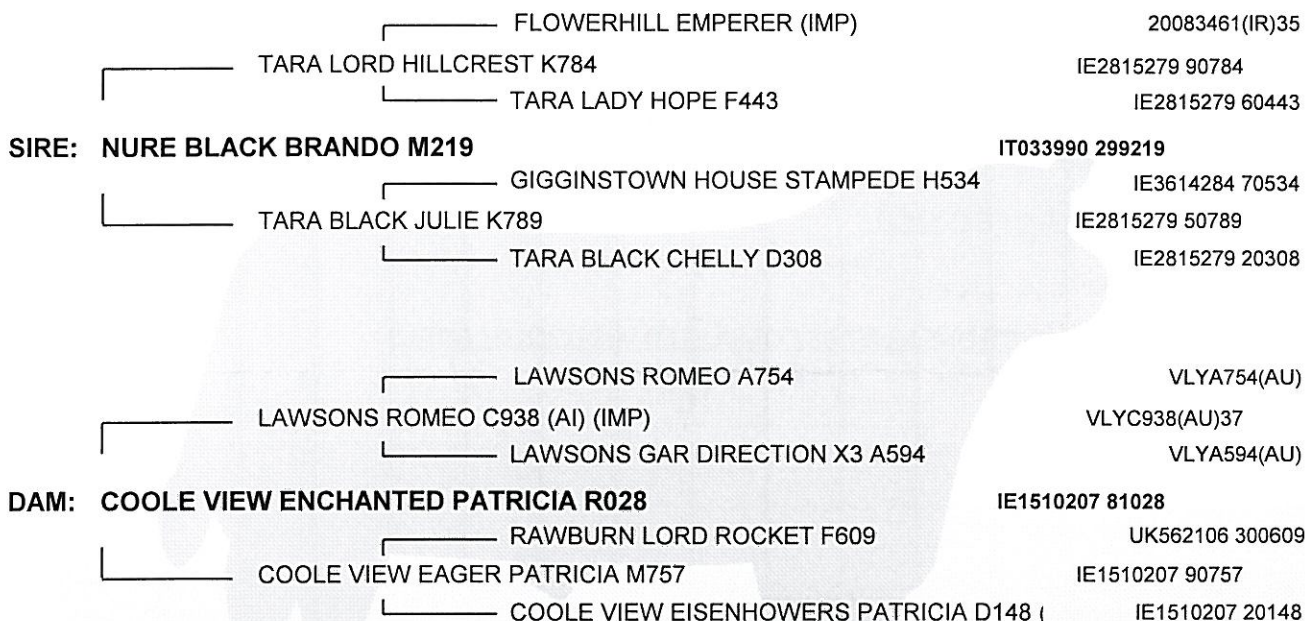 FLOWERHILL EMPERER (IMP) 20083461(IR)35
TARA LORD HILLCREST K784 IE2815279 90784
TARA LADY HOPE F443 IE2815279 60443
SIRE: NURE BLACK BRANDO M219 IT033990 299219
GIGGINSTOWN HOUSE STAMPEDE H534 IE3614284 70534
TARA BLACK JULIE K789 IE2815279 50789
TARA BLACK CHELLY D308 IE2815279 20308
LAWSONS ROMEO A754 VLYA754(AU)
LAWSONS ROMEO C938 (AI) (IMP) VLYC938(AU)37
LAWSONS GAR DIRECTION X3 A594 VLYA594(AU)
DAM: COOLE VIEW ENCHANTED PATRICIA R028 IE1510207 81028
RAWBURN LORD ROCKET F609 UK562106 300609
COOLE VIEW EAGER PATRICIA M757 IE1510207 90757
COOLE VIEW EISENHOWERS PATRICIA D148 ( IE1510207 20148